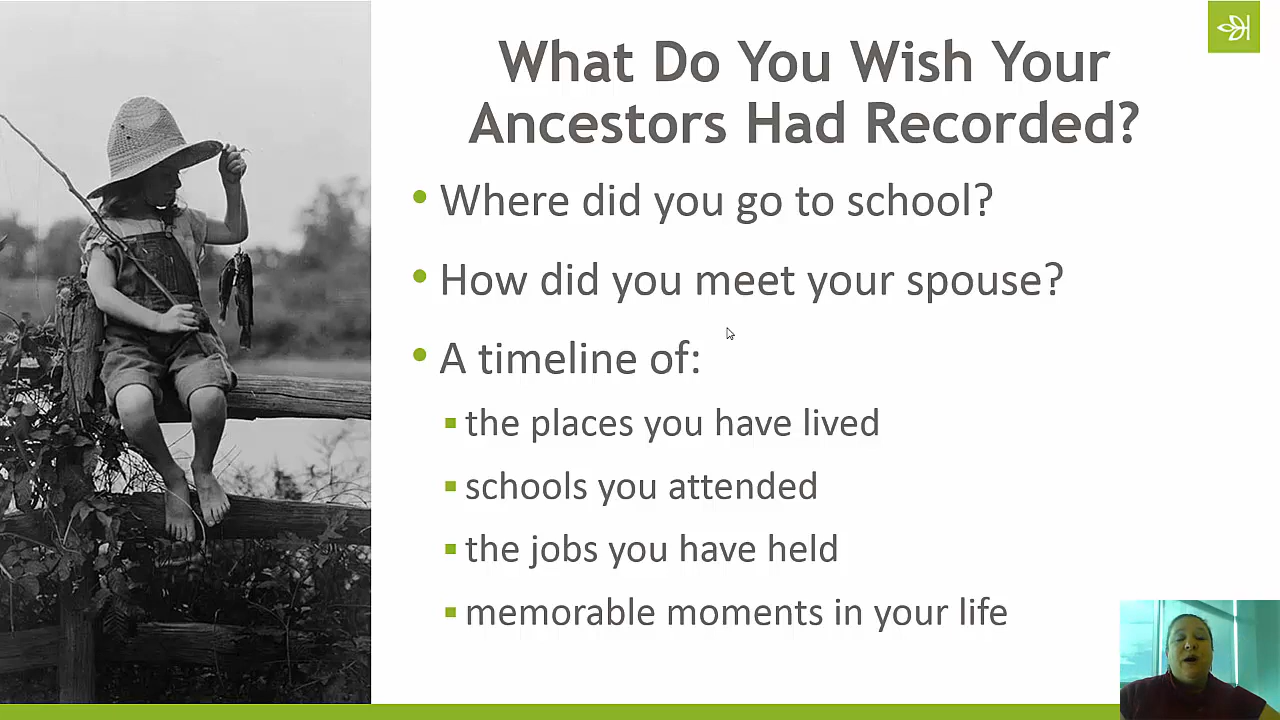 What Do You Wish Your
Ancestors Had Recorded?
• Where did you go to school?
• How did you meet your spouse?
• A timeline of:
▪ the places you have lived
▪ schools you attended
▪ the jobs you have held
▪ memorable moments in your life